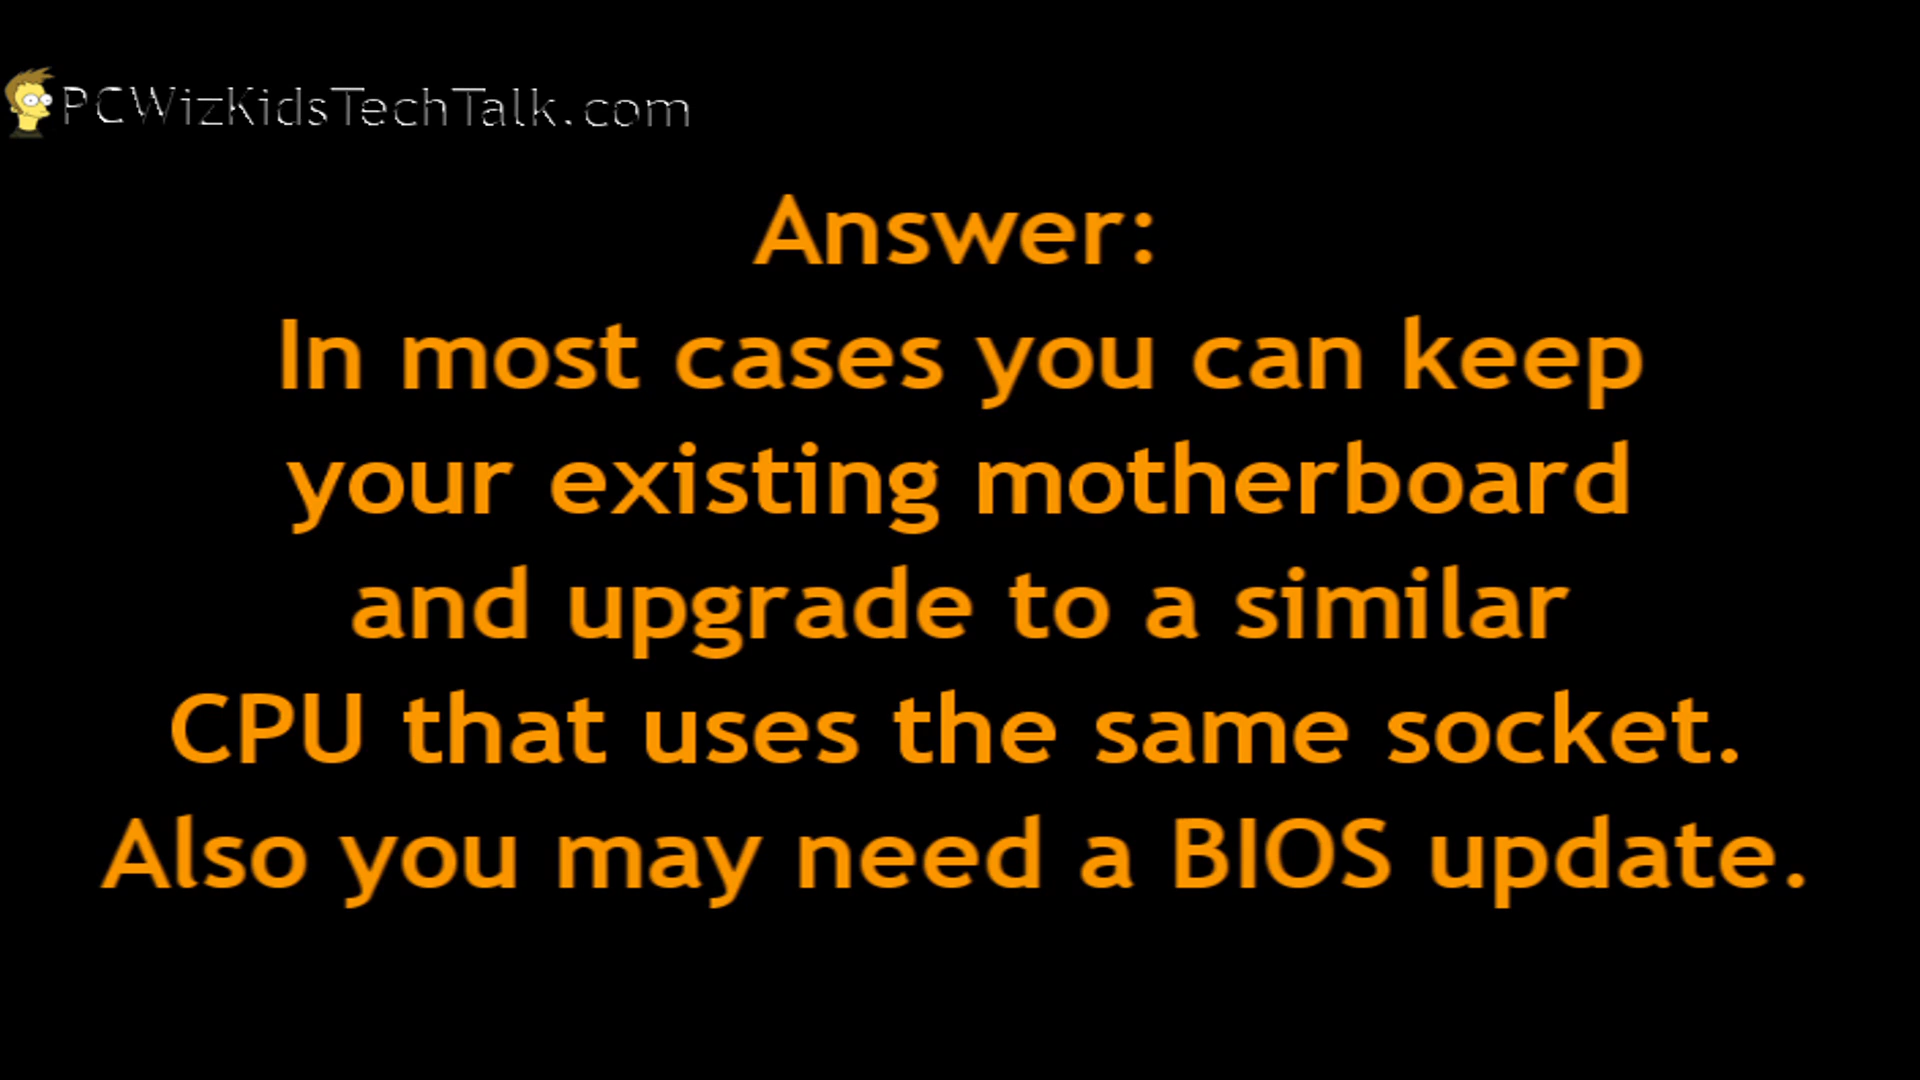 PCWizKidsTechTalk.com
Answer:
In most cases you can keep
your existing motherboard
and upgrade to a similar
CPU that uses the same socket.
Also you may need a BIOS update.